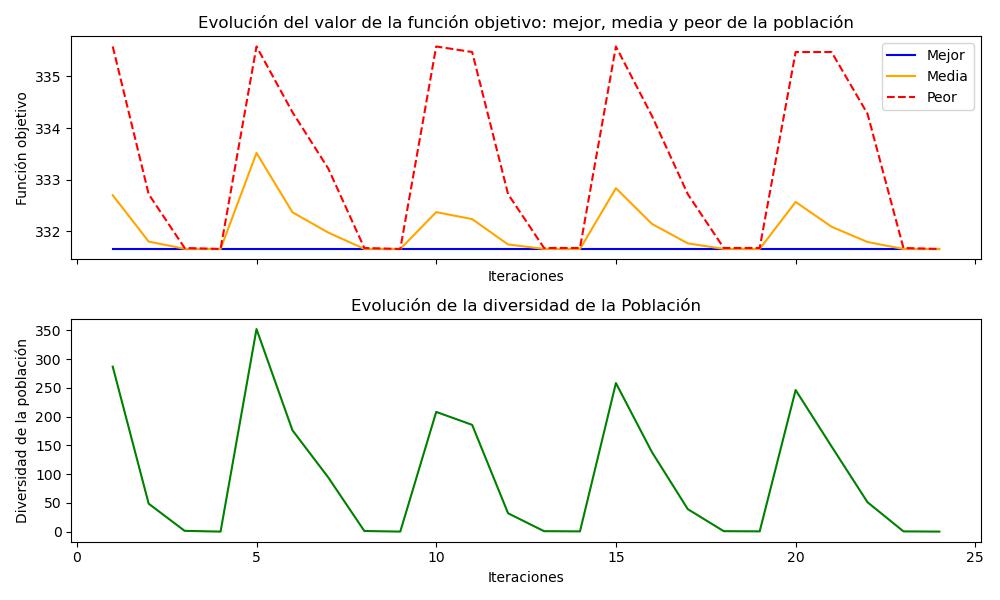 Evolución del valor de la función objetivo: mejor, media y peor de la población
Función objetivo
335
334
333
332
Mejor
Media
Peor
Iteraciones
Evolución de la diversidad de la Población
Diversidad de la población
350
300
250
200
150
100
50
0
0 5 10 15 20 25
Iteraciones